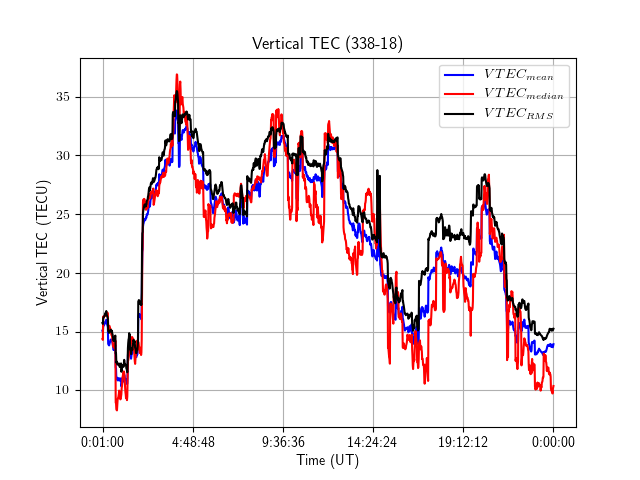 Vertical TEC (338-18)
VTEC_mean
VTEC_median
VTEC_RMS
Vertical TEC (TECU)
35
30
25
20
15
10
0:01:00 4:48:48 9:36:36 14:24:24 19:12:12 0:00:00
Time (UT)